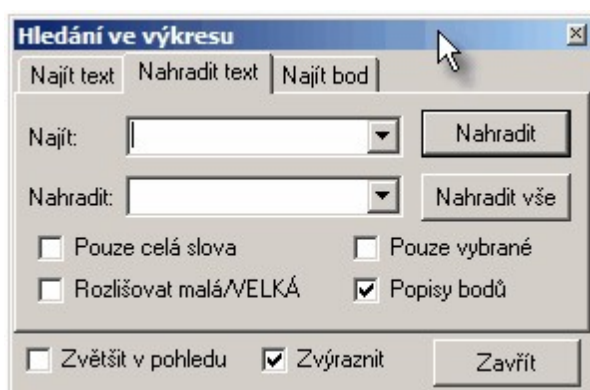 Hledání ve výkresu
Najít text Nahradit text Najít bod
Najít: Nahradit
Nahradit: Nahradit vše
Pouze celá slova Pouze vybrané
Rozlišovat malá/VELKÁ Popisy bodů
Zvětšit v pohledu Zvýraznit Zavřít